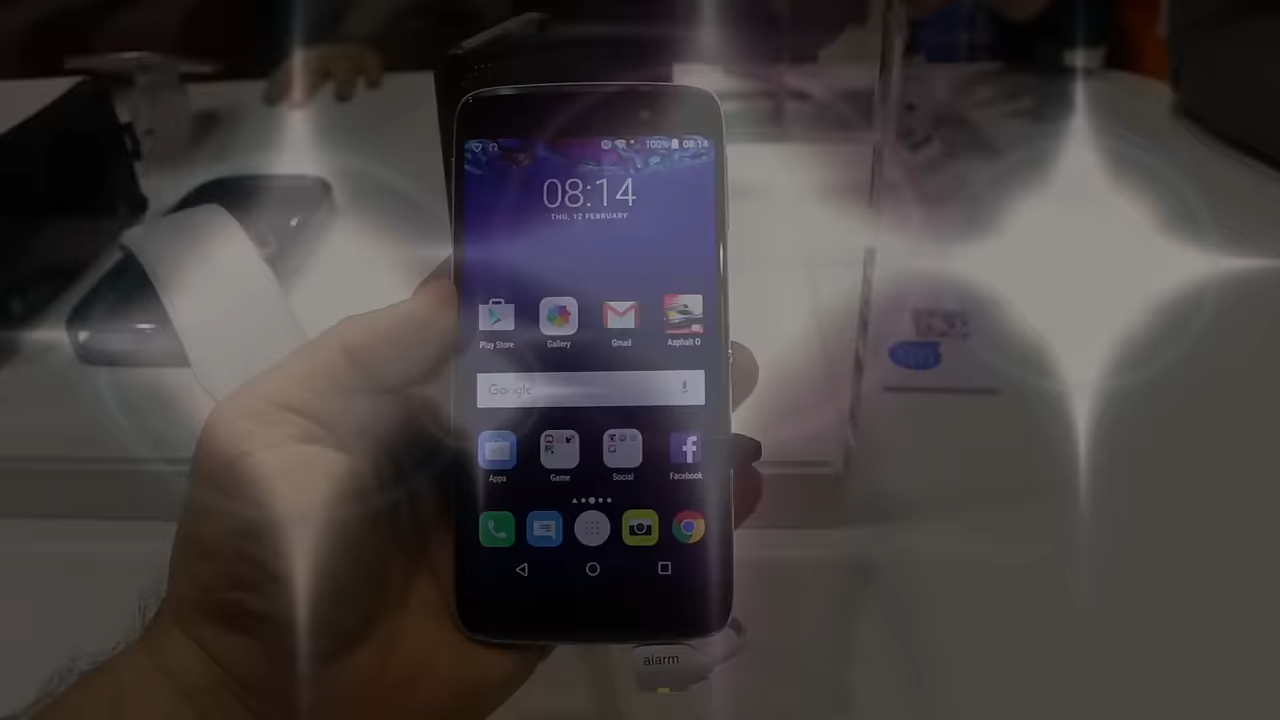 100% 08:14
08:14
THU, 12 FEBRUARY
Play Store Gallery Gmail Asphalt O
Google
Apps Game Social Facebook
alarm